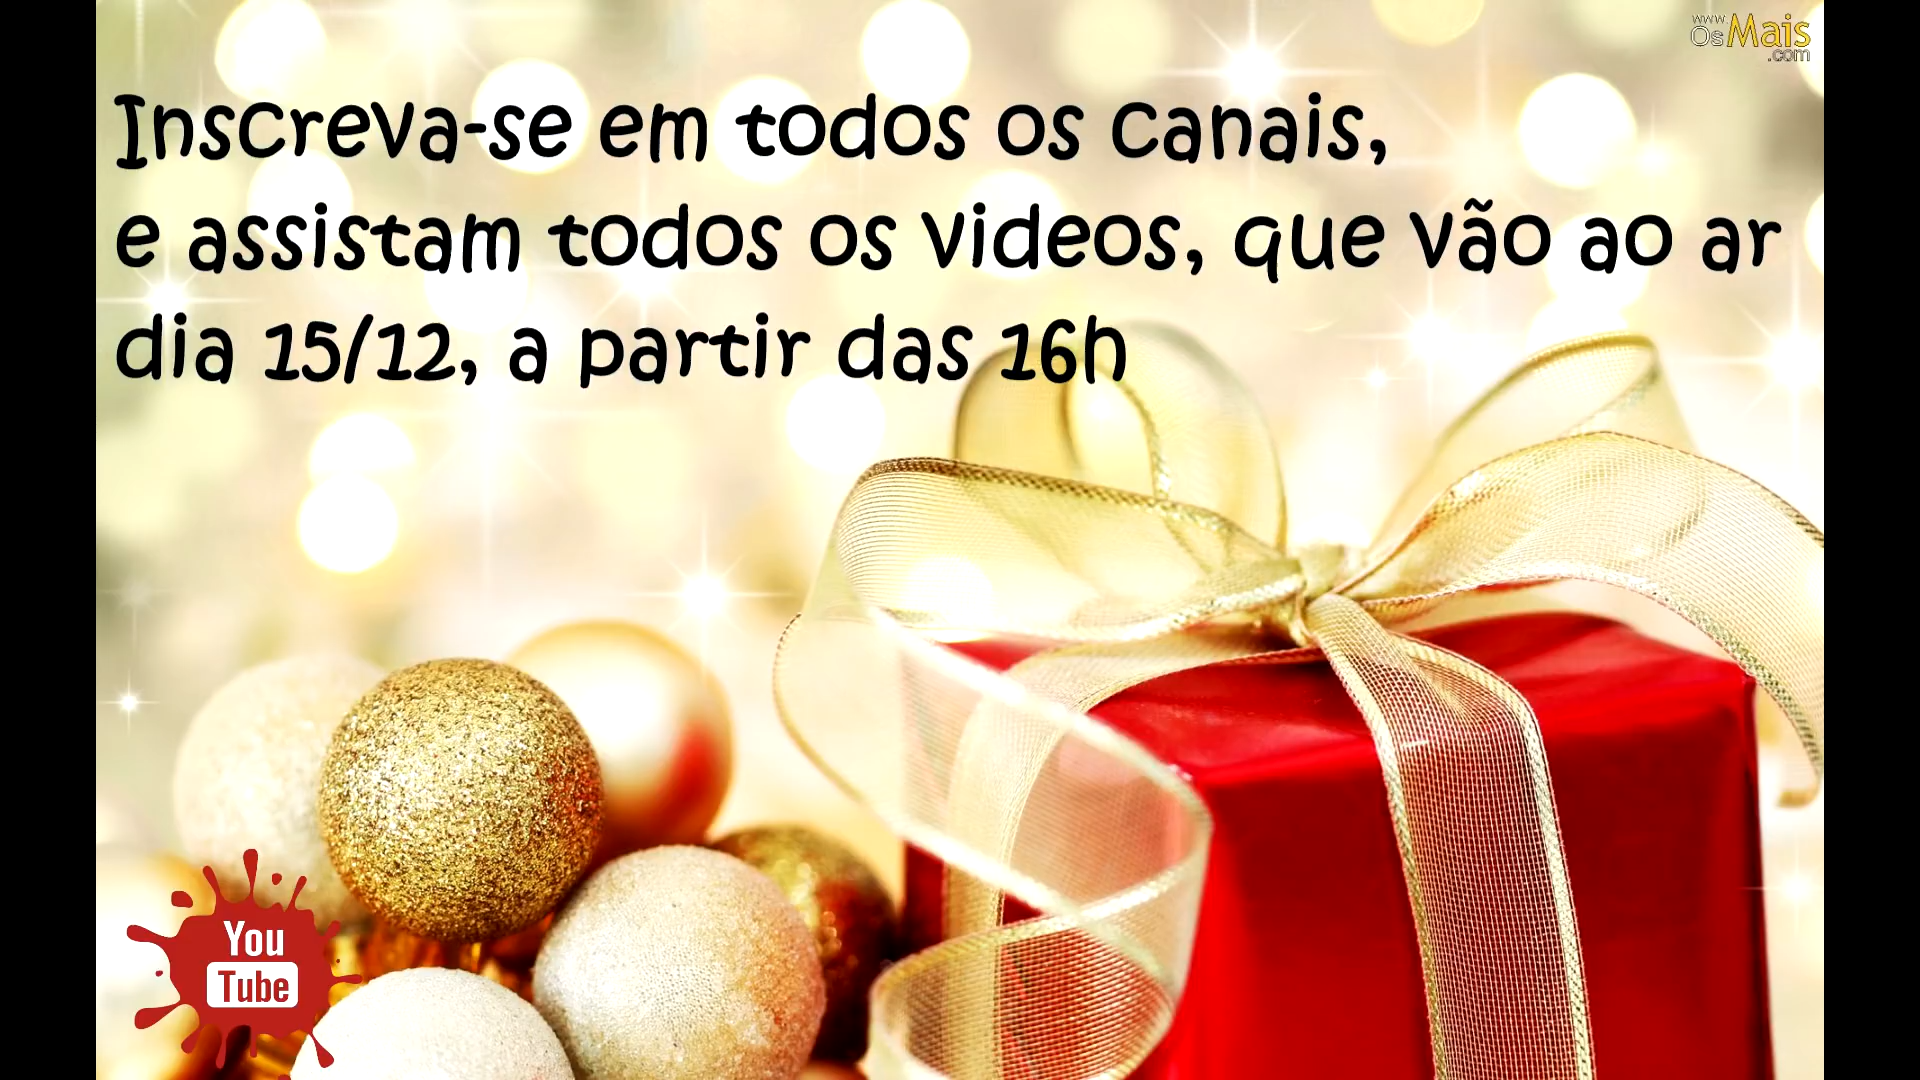 www.
OsMais
.com
Inscreva-se em todos os canais,
e assistam todos os videos, que vão ao ar
dia 15/12, a partir das 16h
You
Tube